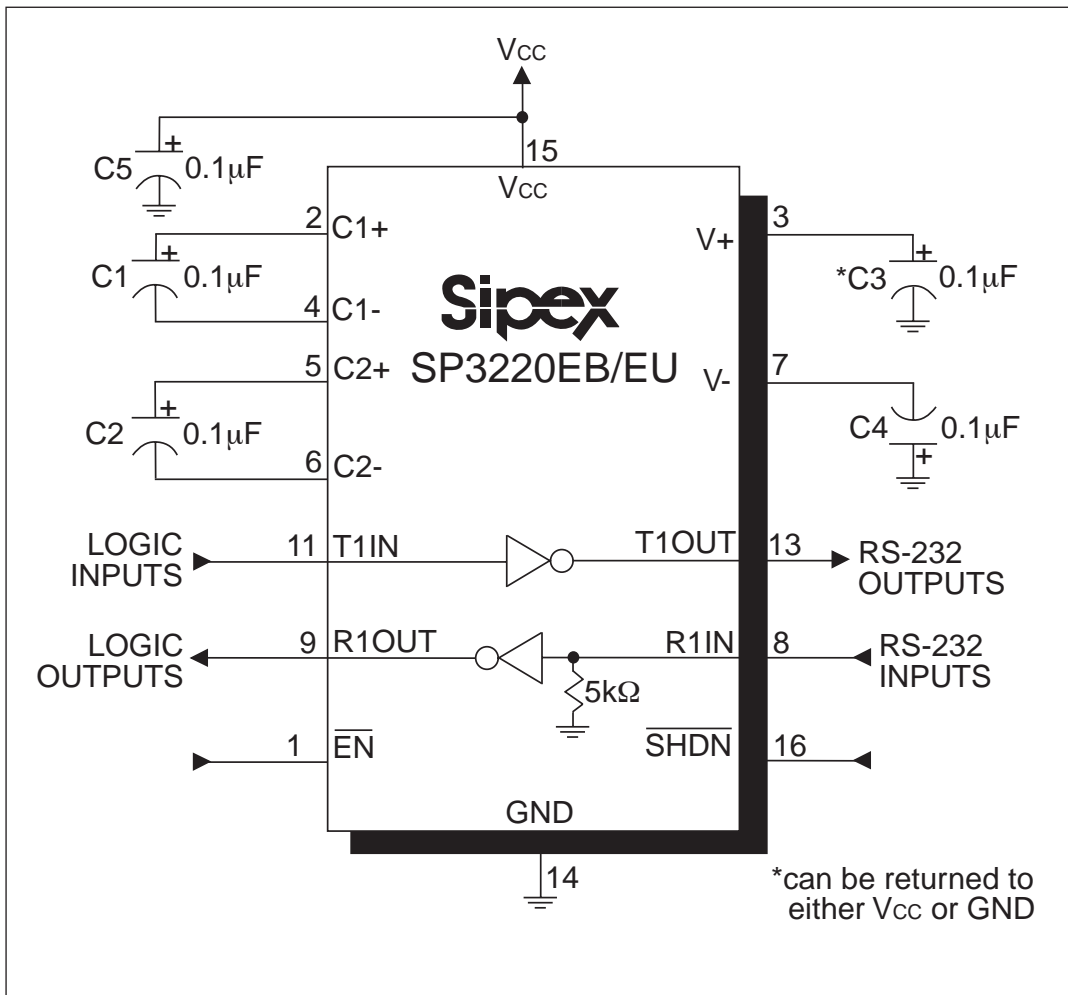 Vcc
15
Vcc
C5
+
0.1µF
2
C1+
C1
+
0.1µF
4
C1-
5
C2+
C2
+
0.1µF
6
C2-
Sipex
SP3220EB/EU
V+
3
*C3
+
0.1µF
V-
7
C4
0.1µF
+
LOGIC
INPUTS
11
T1IN
T1OUT
13
RS-232
OUTPUTS
LOGIC
OUTPUTS
9
R1OUT
R1IN
8
RS-232
INPUTS
5kΩ
1
EN
SHDN
16
GND
14
*can be returned to
either Vcc or GND